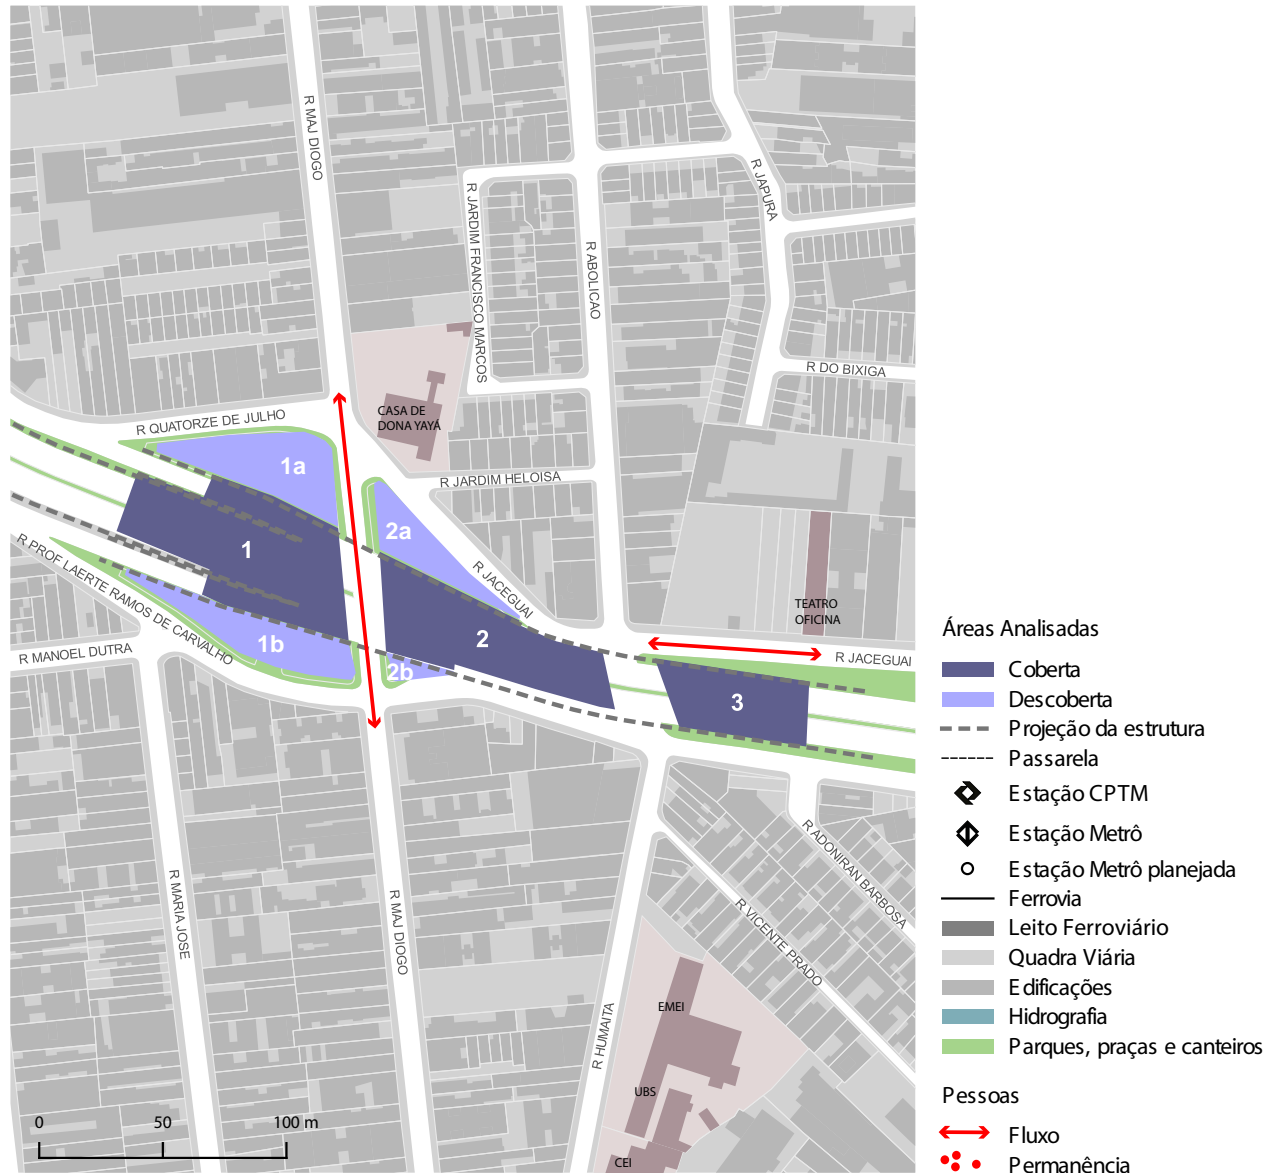 R MAJ DIOGO
R JARDIM FRANCISCO MARCOS
R ABOLICAO
R JAPURA
R DO BIXIGA
R QUATORZE DE JULHO
CASA DE
DONA YAYÁ
R JARDIM HELOISA
1a
2a
1
R JACEGUAI
2
1b
2b
3
R PROF LAERTE RAMOS DE CARVALHO
R MANOEL DUTRA
TEATRO
OFICINA
R JACEGUAI
R MARIA JOSE
R MAJ DIOGO
R HUMAITA
R VICENTE PRADO
R ADONIRAN BARBOSA
EMEI
UBS
CEI
0 50 100 m
Áreas Analisadas
Coberta
Descoberta
Projeção da estrutura
Passarela
Estação CPTM
Estação Metrô
Estação Metrô planejada
Ferrovia
Leito Ferroviário
Quadra Viária
Edificações
Hidrografia
Parques, praças e canteiros
Pessoas
Fluxo
Permanência